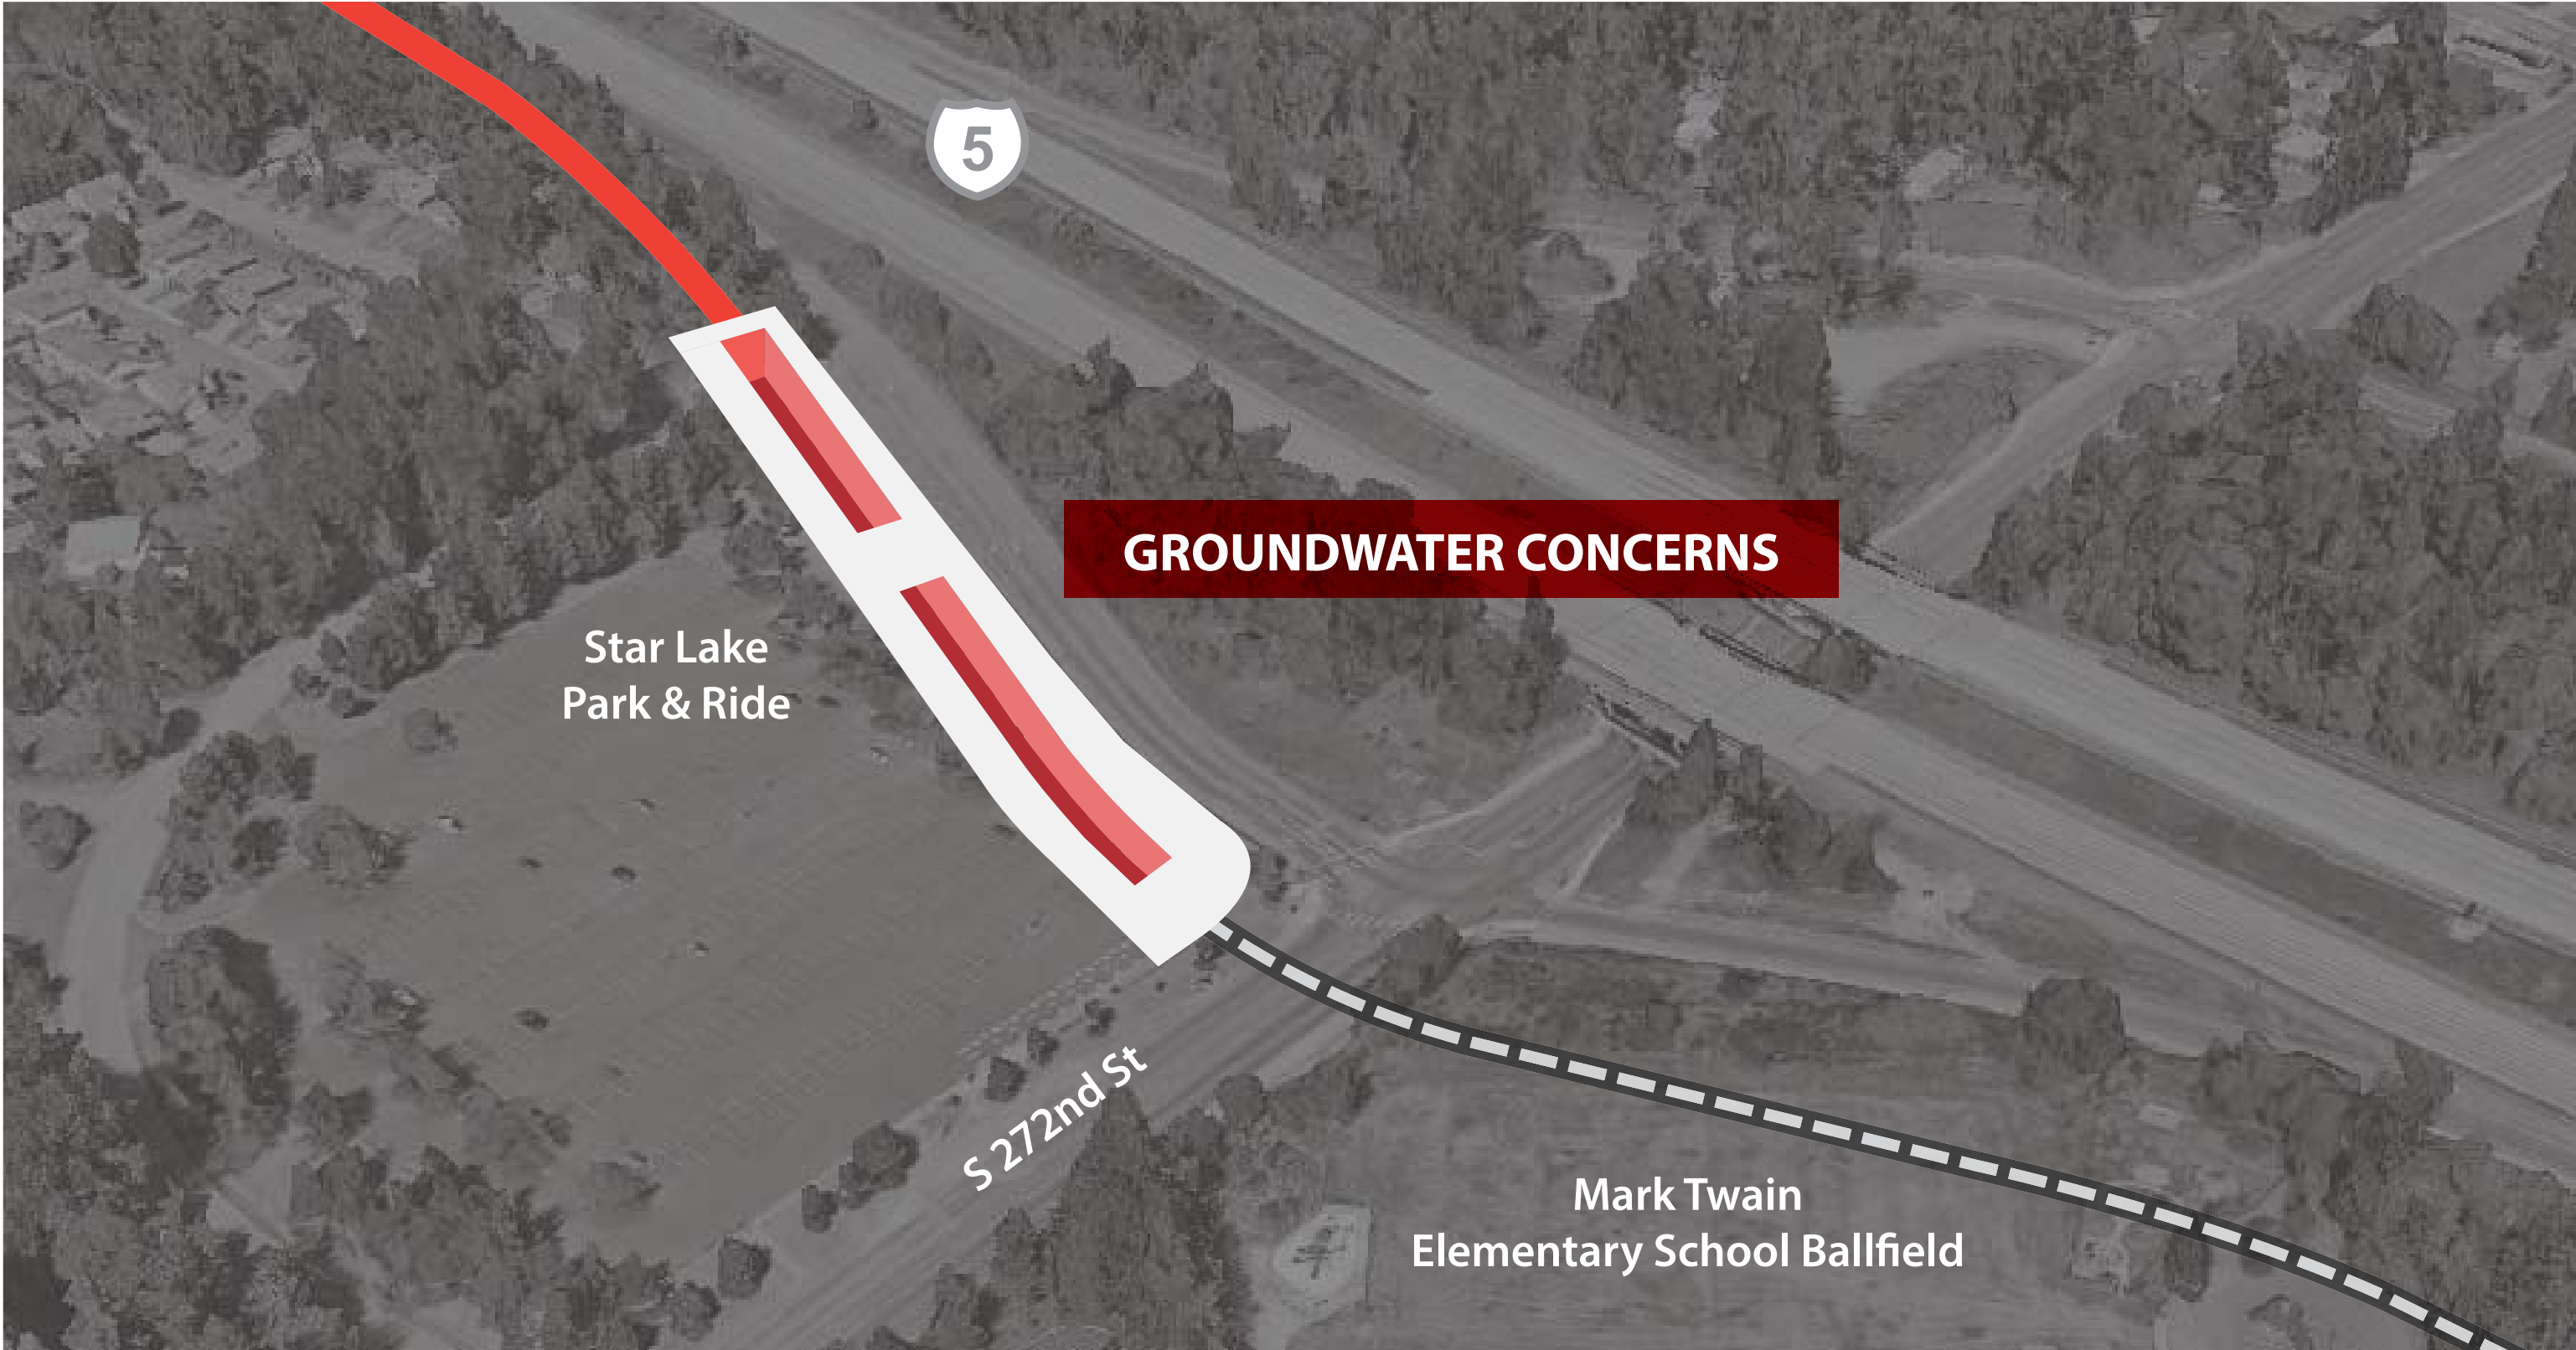 5
GROUNDWATER CONCERNS
Star Lake
Park & Ride
S 272nd St
Mark Twain
Elementary School Ballfield